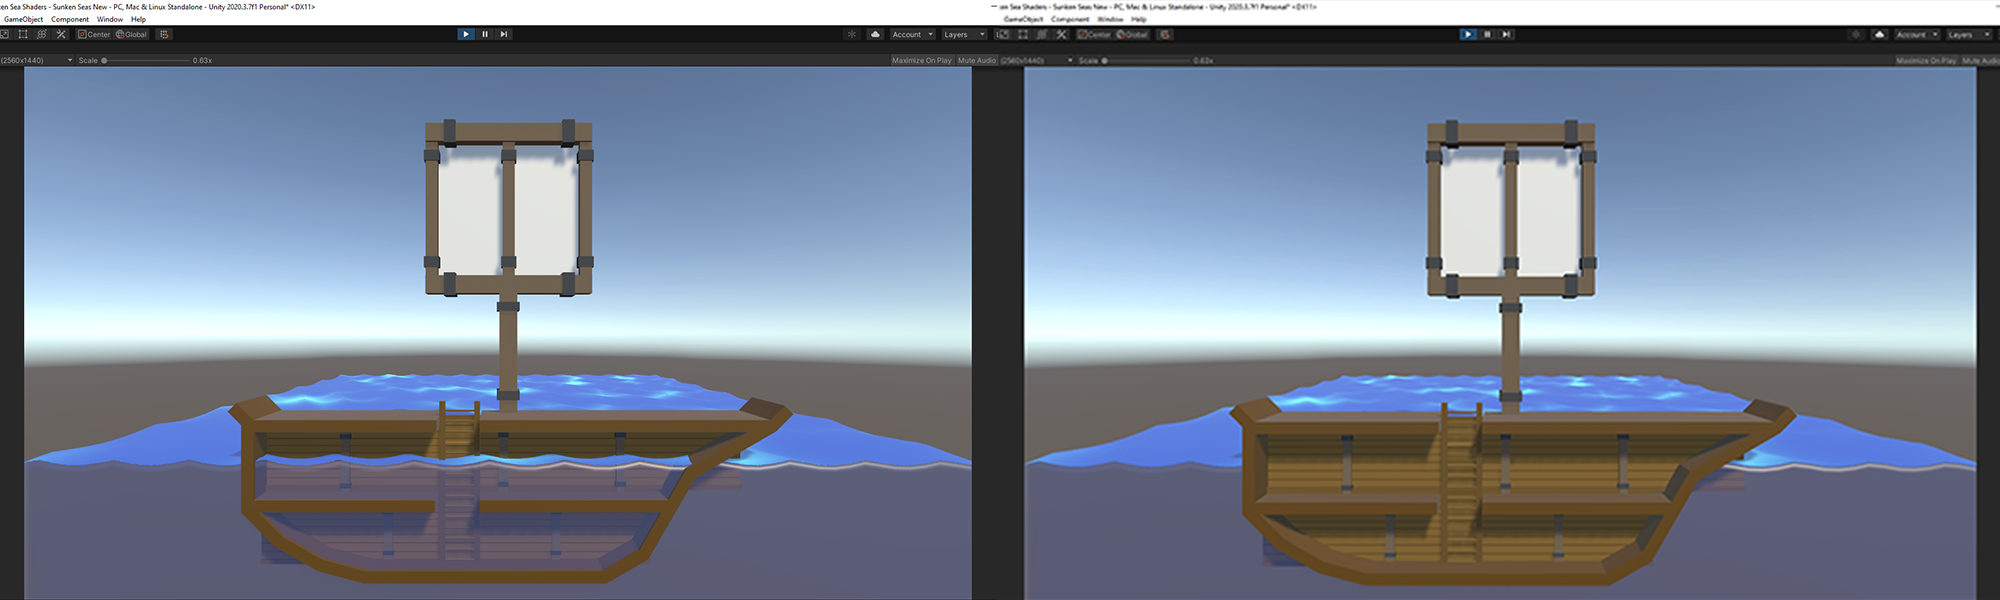 en Sea Shaders - Sunken Seas New - PC, Mac & Linux Standalone - Unity 2020.3.7f1 Personal* <DX11>
GameObject Component Window Help
Center Global Account Layers
(2560x1440) Scale 0.63x Maximize On Play Mute Audio
en Sea Shaders - Sunken Seas New - PC, Mac & Linux Standalone - Unity 2020.3.7f1 Personal* <DX11>
GameObject Component Window Help
Center Global Account Layers
(2560x1440) Scale 0.63x Maximize On Play Mute Audio